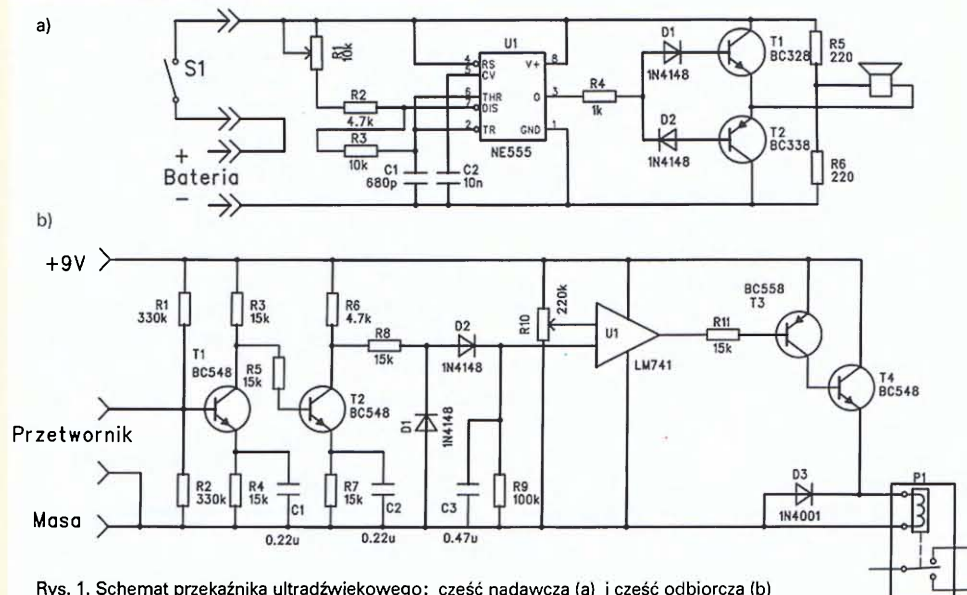 a)
S1
R1
10k
R2
4.7k
R3
10k
U1
4 RS V+ 8
5 CV
6 THR O 3
7 DIS
2 TR GND 1
NE555
C1
680p
C2
10n
R4
1k
D1
1N4148
D2
1N4148
T1
BC328
T2
BC338
R5
220
R6
220
+
Bateria
-
b)
+9V
R1
330k
R3
15k
R6
4.7k
T1
BC548
R5
15k
T2
BC548
R8
15k
D2
1N4148
D1
1N4148
R10
220k
U1
LM741
R11
15k
BC558
T3
T4
BC548
Przetwornik
R2
330k
R4
15k
C1
0.22u
R7
15k
C2
0.22u
C3
0.47u
R9
100k
D3
1N4001
P1
Masa
Rys. 1. Schemat przekaźnika ultradźwiękowego: część nadawcza (a) i część odbiorcza (b)